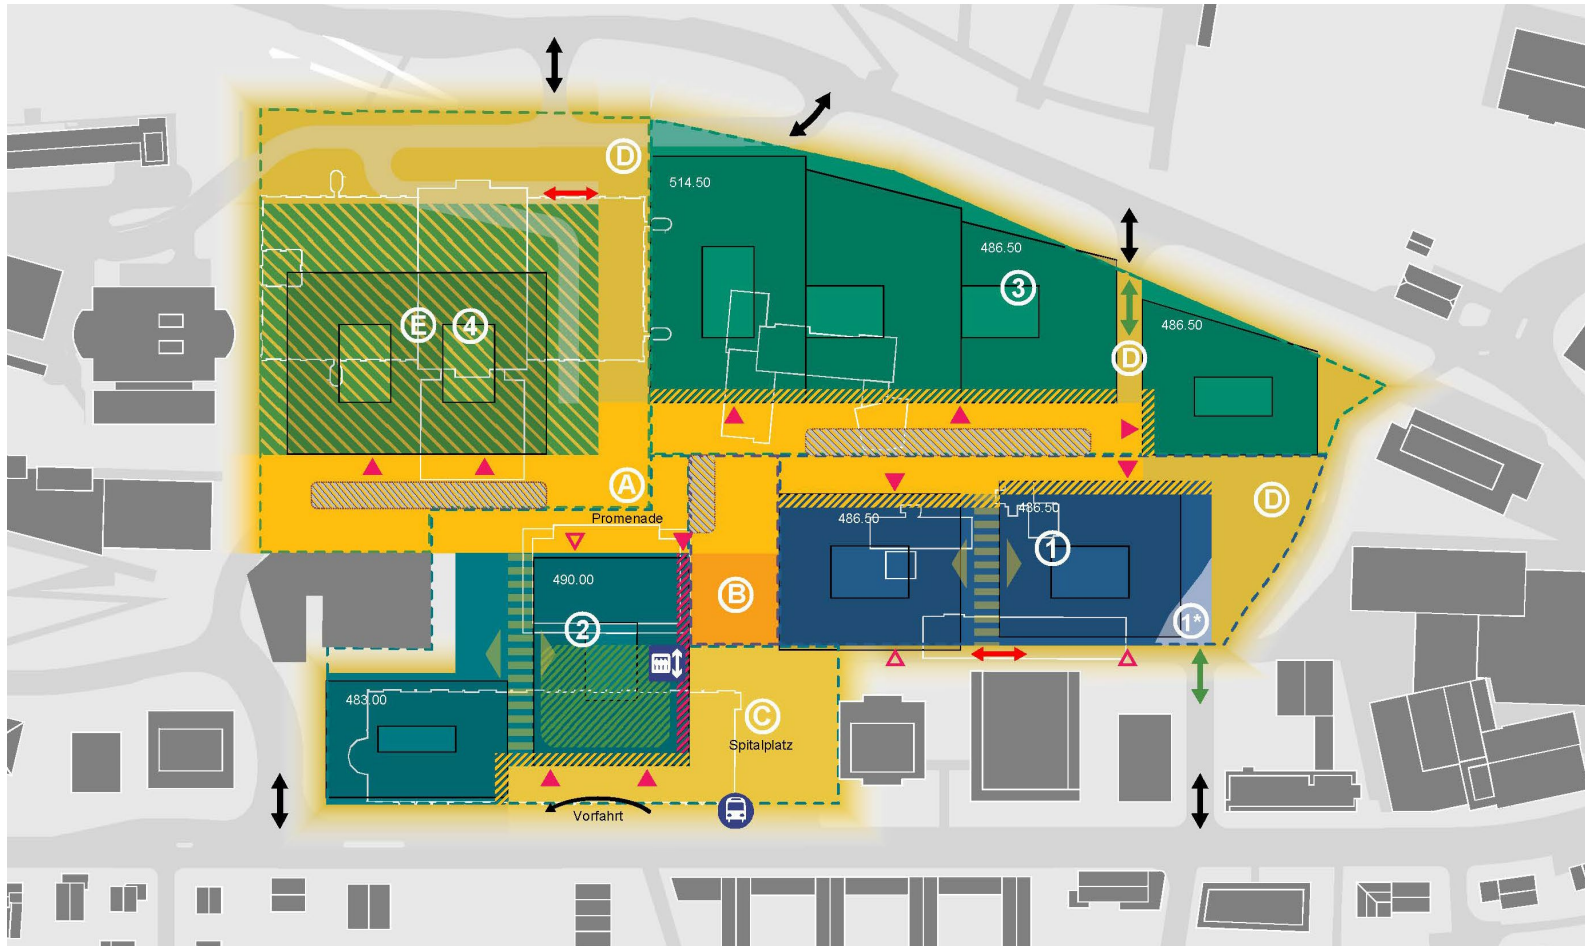 D
514.50
486.50
3
486.50
E
4
D
A
D
Promenade
486.50
486.50
1
490.00
B
2
1*
483.00
C
Spitalplatz
Vorfahrt